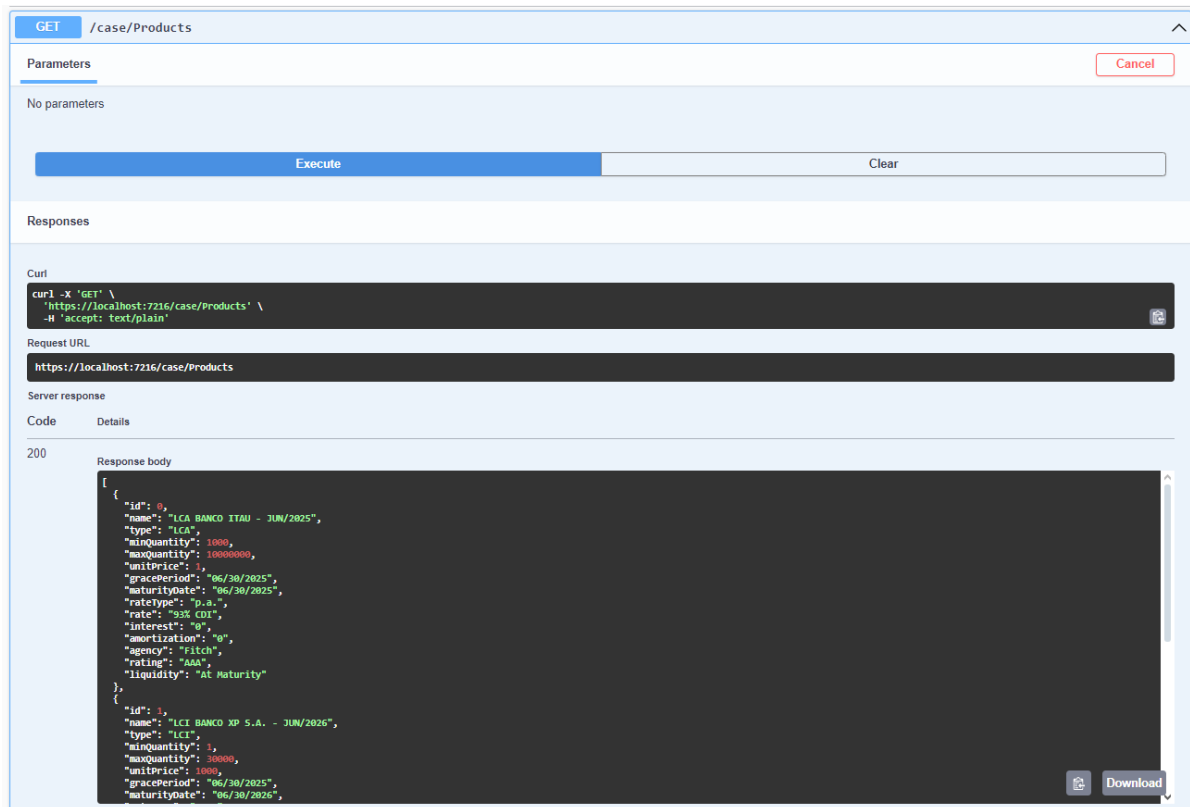 GET /case/Products
Parameters Cancel
No parameters
Execute Clear
Responses
Curl
curl -X 'GET' \
  'https://localhost:7216/case/Products' \
  -H 'accept: text/plain'
Request URL
https://localhost:7216/case/Products
Server response
Code Details
200
Response body
[
  {
    "id": 0,
    "name": "LCA BANCO ITAU - JUN/2025",
    "type": "LCA",
    "minQuantity": 1000,
    "maxQuantity": 10000000,
    "unitPrice": 1,
    "gracePeriod": "06/30/2025",
    "maturityDate": "06/30/2025",
    "rateType": "p.a.",
    "rate": "93% CDI",
    "interest": "0",
    "amortization": "0",
    "agency": "Fitch",
    "rating": "AAA",
    "liquidity": "At Maturity"
  },
  {
    "id": 1,
    "name": "LCI BANCO XP S.A. - JUN/2026",
    "type": "LCI",
    "minQuantity": 1,
    "maxQuantity": 30000,
    "unitPrice": 1000,
    "gracePeriod": "06/30/2025",
    "maturityDate": "06/30/2026",
Download